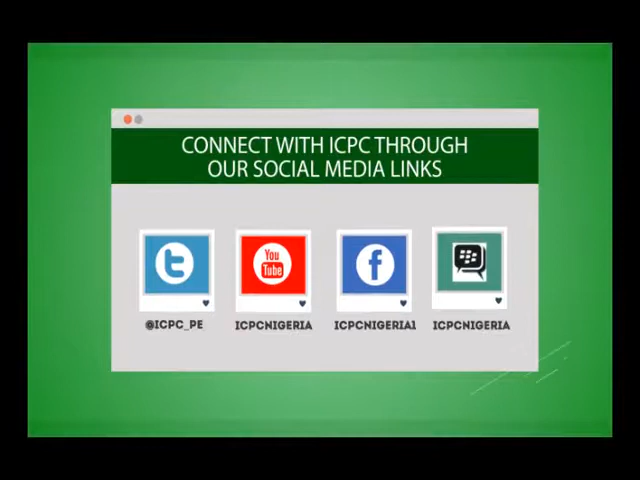 CONNECT WITH ICPC THROUGH
OUR SOCIAL MEDIA LINKS
You
Tube
@ICPC_PE
ICPCNIGERIA
ICPCNIGERIA1
ICPCNIGERIA